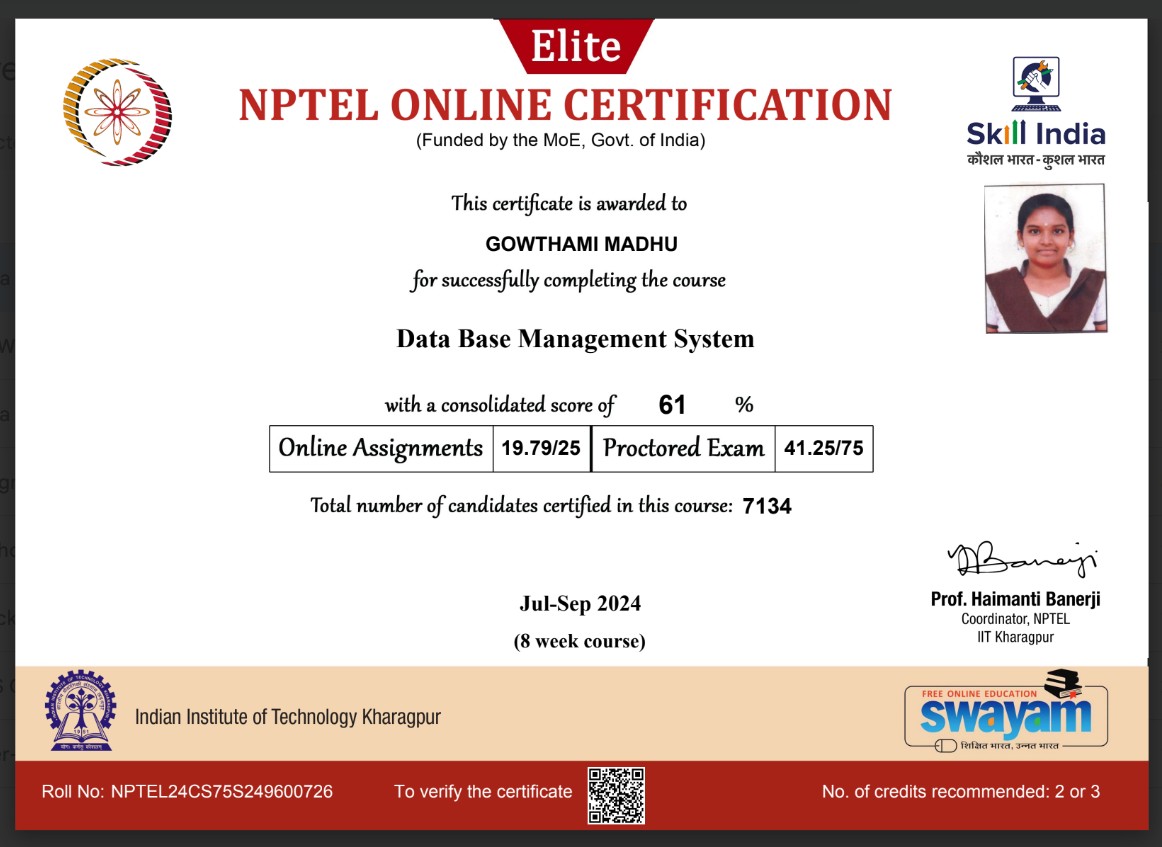 Elite
NPTEL ONLINE CERTIFICATION
(Funded by the MoE, Govt. of India)
Skill India
कौशल भारत - कुशल भारत
This certificate is awarded to
GOWTHAMI MADHU
for successfully completing the course
Data Base Management System
with a consolidated score of 61 %
Online Assignments 19.79/25 Proctored Exam 41.25/75
Total number of candidates certified in this course: 7134
Jul-Sep 2024
(8 week course)
Prof. Haimanti Banerji
Coordinator, NPTEL
IIT Kharagpur
Indian Institute of Technology Kharagpur
FREE ONLINE EDUCATION
swayam
शिक्षित भारत, उन्नत भारत
Roll No: NPTEL24CS75S249600726
To verify the certificate
No. of credits recommended: 2 or 3